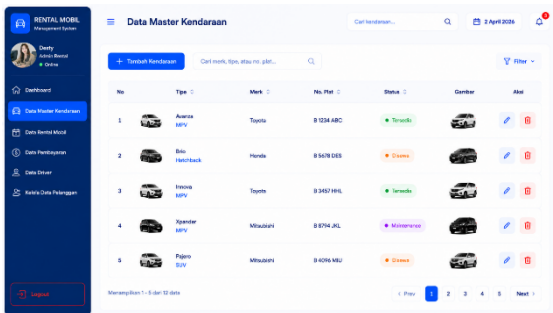 RENTAL MOBIL
Management System
Data Master Kendaraan
Cari kendaraan...
2 April 2026
Desty
Admin Rental
Online
Dashboard
Data Master Kendaraan
Data Rental Mobil
Data Pembayaran
Data Driver
Kelola Data Pelanggan
Logout
+ Tambah Kendaraan
Cari merk, tipe, atau no. plat...
Filter
No Tipe Merk No. Plat Status Gambar Aksi
1 Avanza MPV Toyota B 1234 ABC Tersedia
2 Brio Hatchback Honda B 5678 DES Disewa
3 Innova MPV Toyota B 3457 HHL Tersedia
4 Xpander MPV Mitsubishi B 8794 JKL Maintenance
5 Pajero SUV Mitsubishi B 4096 MIU Disewa
Menampilkan 1 - 5 dari 12 data
‹ Prev 1 2 3 4 5 Next ›